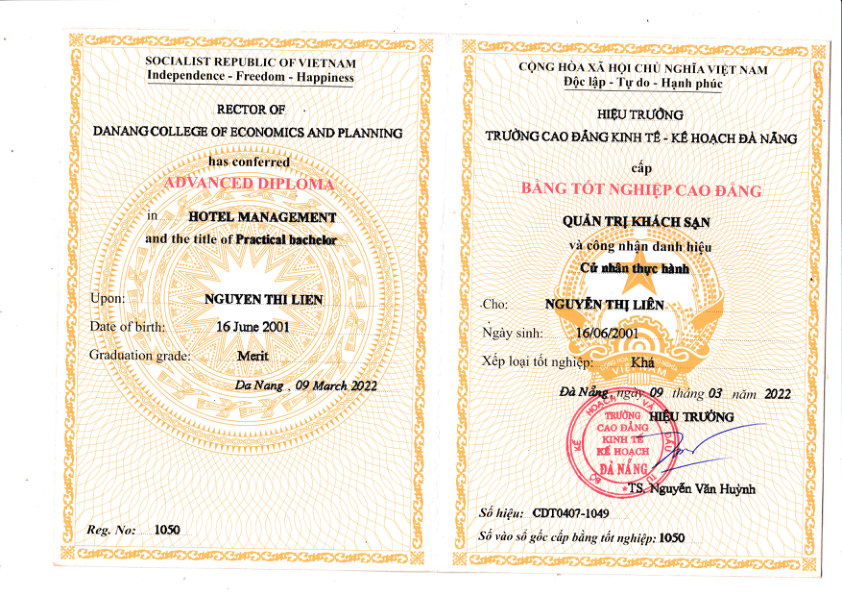 SOCIALIST REPUBLIC OF VIETNAM
Independence - Freedom - Happiness
RECTOR OF
DANANG COLLEGE OF ECONOMICS AND PLANNING
has conferred
ADVANCED DIPLOMA
in HOTEL MANAGEMENT
and the title of Practical bachelor
Upon: NGUYEN THI LIEN
Date of birth: 16 June 2001
Graduation grade: Merit
Da Nang , 09 March 2022
Reg. No: 1050
CỘNG HÒA XÃ HỘI CHỦ NGHĨA VIỆT NAM
Độc lập - Tự do - Hạnh phúc
HIỆU TRƯỞNG
TRƯỜNG CAO ĐẲNG KINH TẾ - KẾ HOẠCH ĐÀ NẴNG
cấp
BẰNG TỐT NGHIỆP CAO ĐẲNG
QUẢN TRỊ KHÁCH SẠN
và công nhận danh hiệu
Cử nhân thực hành
Cho: NGUYỄN THỊ LIÊN
Ngày sinh: 16/06/2001
Xếp loại tốt nghiệp: Khá
VIETNAM
Đà Nẵng, ngày 09 tháng 03 năm 2022
HIỆU TRƯỞNG
BỘ KẾ HOẠCH VÀ ĐẦU TƯ
TRƯỜNG
CAO ĐẲNG
KINH TẾ
KẾ HOẠCH
ĐÀ NẴNG
TS. Nguyễn Văn Huỳnh
Số hiệu: CDT0407-1049
Số vào sổ gốc cấp bằng tốt nghiệp: 1050